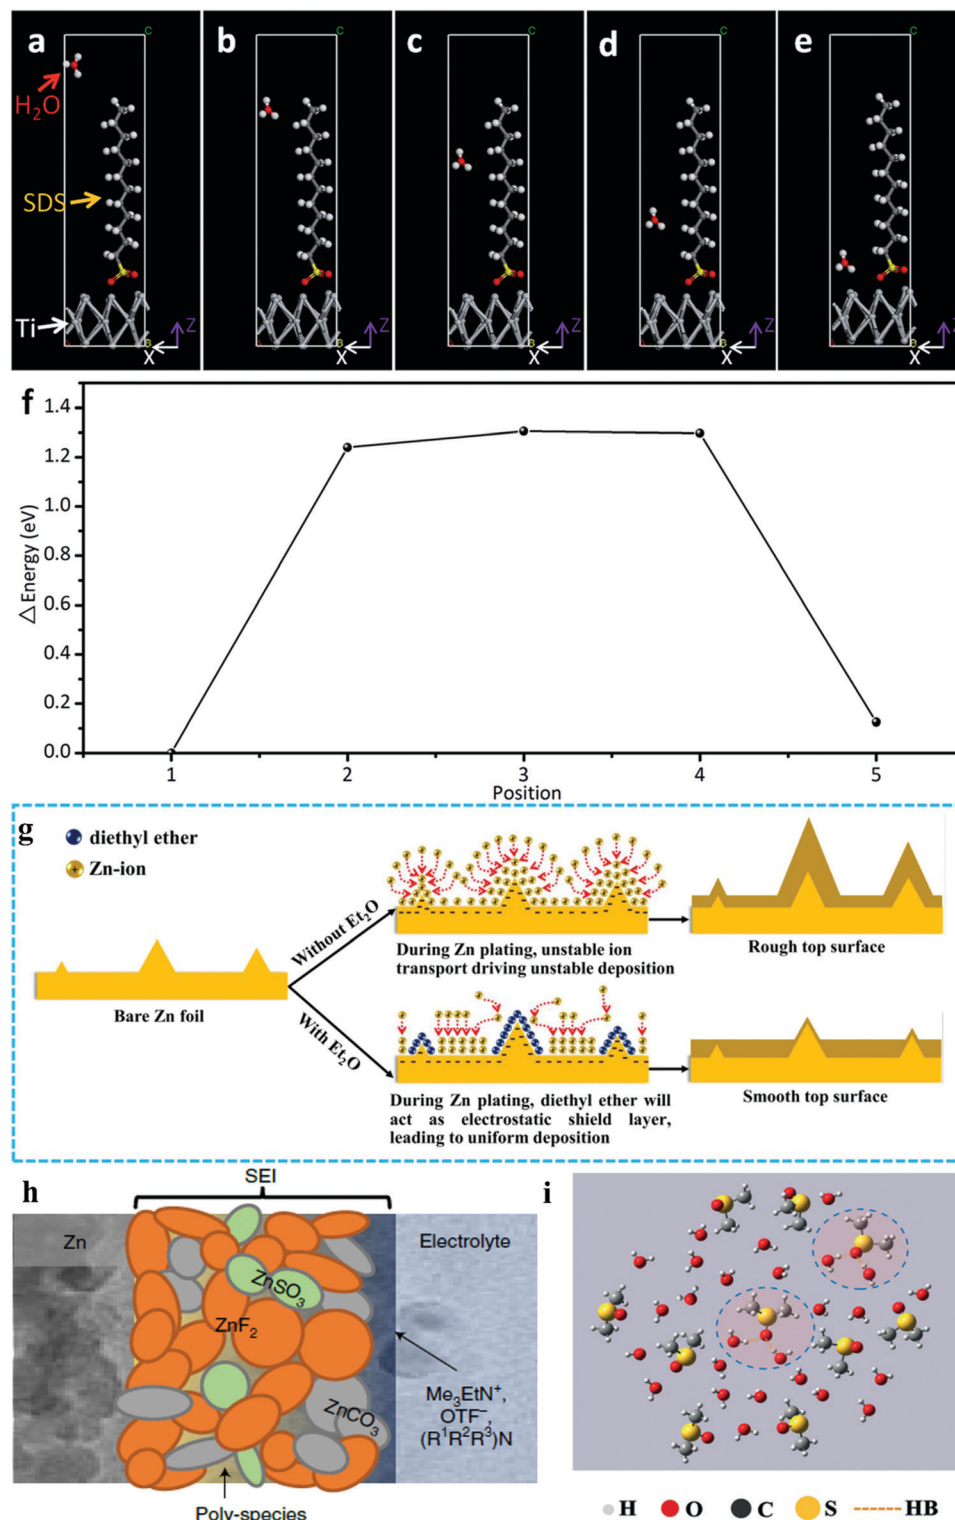 a
b
c
d
e
C
C
C
C
C
H₂O
SDS
Ti
Z
Z
Z
Z
Z
B
X
X
X
X
X
f
△ Energy (eV)
1.4
1.2
1.0
0.8
0.6
0.4
0.2
0.0
1
2
3
4
5
Position
g
diethyl ether
Zn-ion
Bare Zn foil
Without Et₂O
With Et₂O
During Zn plating, unstable ion
transport driving unstable deposition
Rough top surface
During Zn plating, diethyl ether will
act as electrostatic shield layer,
leading to uniform deposition
Smooth top surface
h
SEI
Zn
Electrolyte
ZnSO₃
ZnF₂
ZnCO₃
Me₃EtN⁺,
OTF⁻,
(R¹R²R³)N
Poly-species
i
H
O
C
S
HB